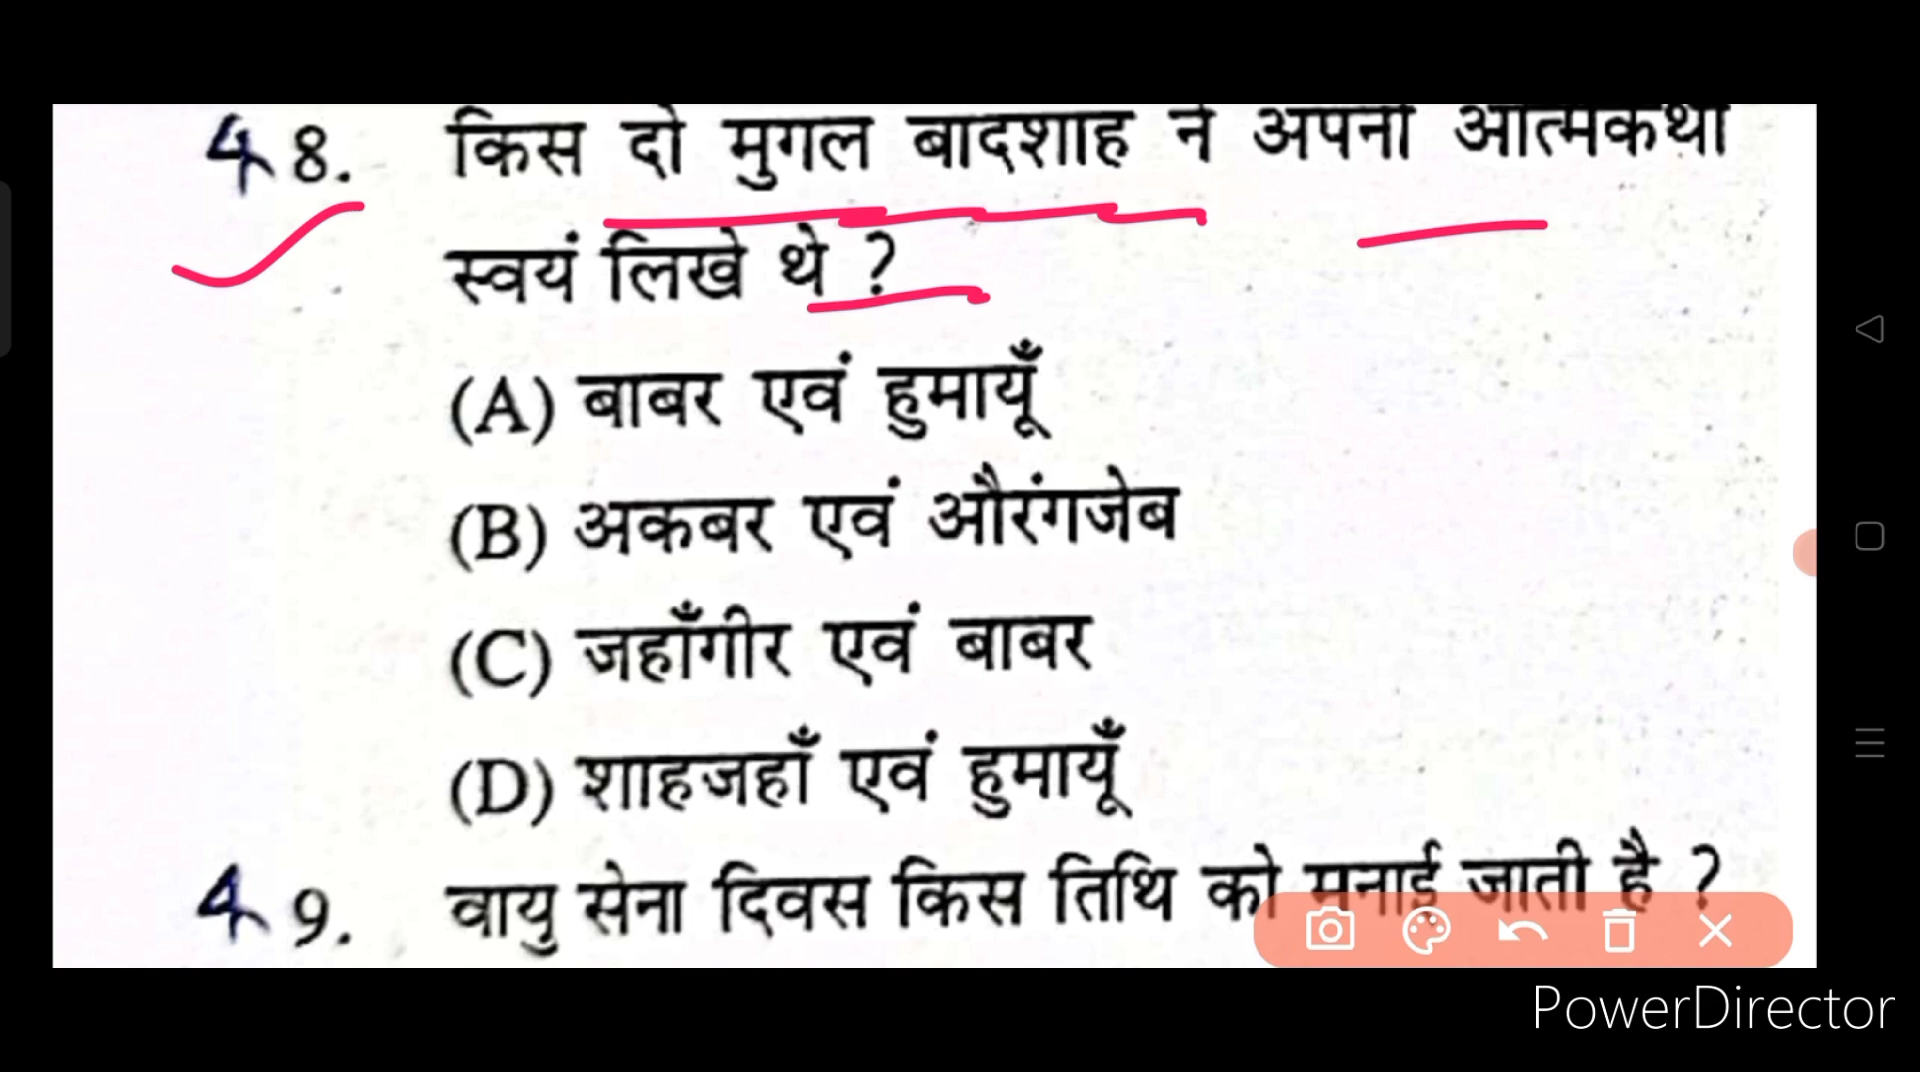 48. किस दो मुगल बादशाह ने अपनी आत्मकथा
स्वयं लिखे थे ?
(A) बाबर एवं हुमायूँ
(B) अकबर एवं औरंगजेब
(C) जहाँगीर एवं बाबर
(D) शाहजहाँ एवं हुमायूँ
49. वायु सेना दिवस किस तिथि को मनाई जाती है ?
PowerDirector